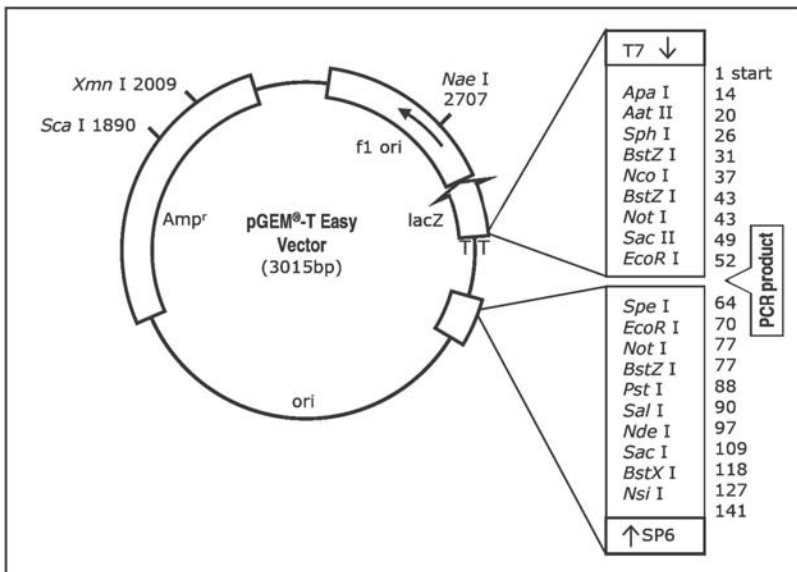 Xmn I 2009
Sca I 1890
Nae I
2707
f1 ori
Ampʳ
pGEM®-T Easy
Vector
(3015bp)
lacZ
T T
ori
T7 ↓
1 start
Apa I 14
Aat II 20
Sph I 26
BstZ I 31
Nco I 37
BstZ I 43
Not I 43
Sac II 49
EcoR I 52
PCR product
Spe I 64
EcoR I 70
Not I 77
BstZ I 77
Pst I 88
Sal I 90
Nde I 97
Sac I 109
BstX I 118
Nsi I 127
141
↑ SP6